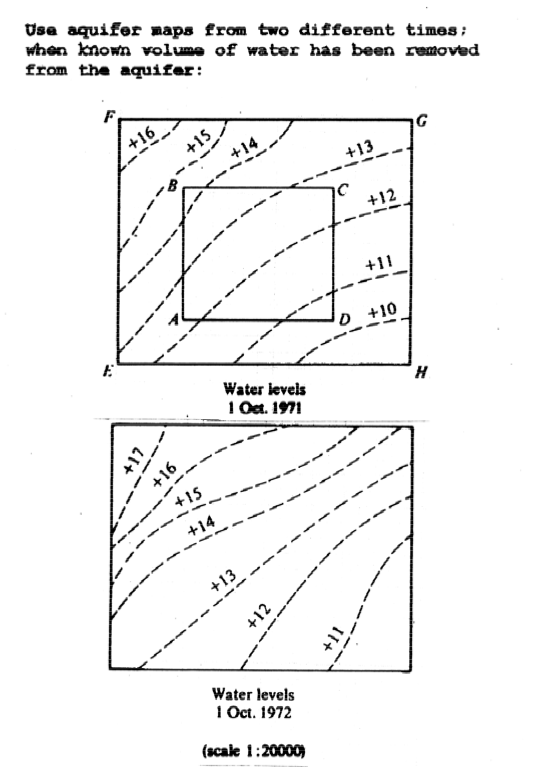 Use aquifer maps from two different times;
when known volume of water has been removed
from the aquifer:
F
G
+16
+15
+14
+13
B
C
+12
+11
+10
A
D
E
H
Water levels
1 Oct. 1971
+17
+16
+15
+14
+13
+12
+11
Water levels
1 Oct. 1972
(scale 1:20000)